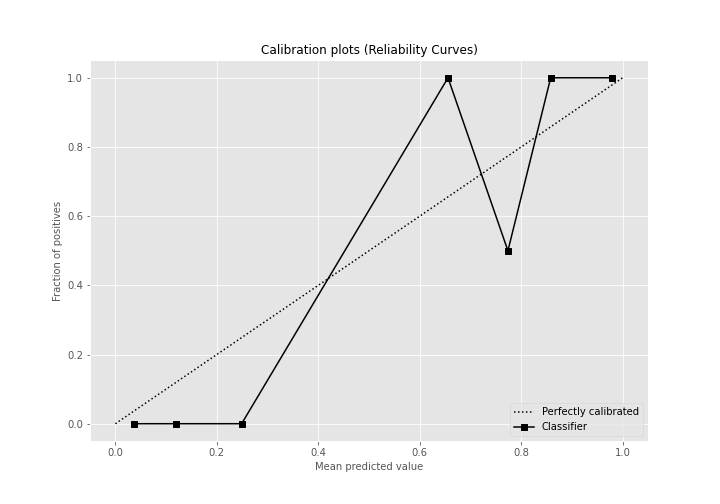 Calibration plots (Reliability Curves)
1.0
0.8
0.6
0.4
0.2
0.0
Fraction of positives
0.0 0.2 0.4 0.6 0.8 1.0
Mean predicted value
Perfectly calibrated
Classifier